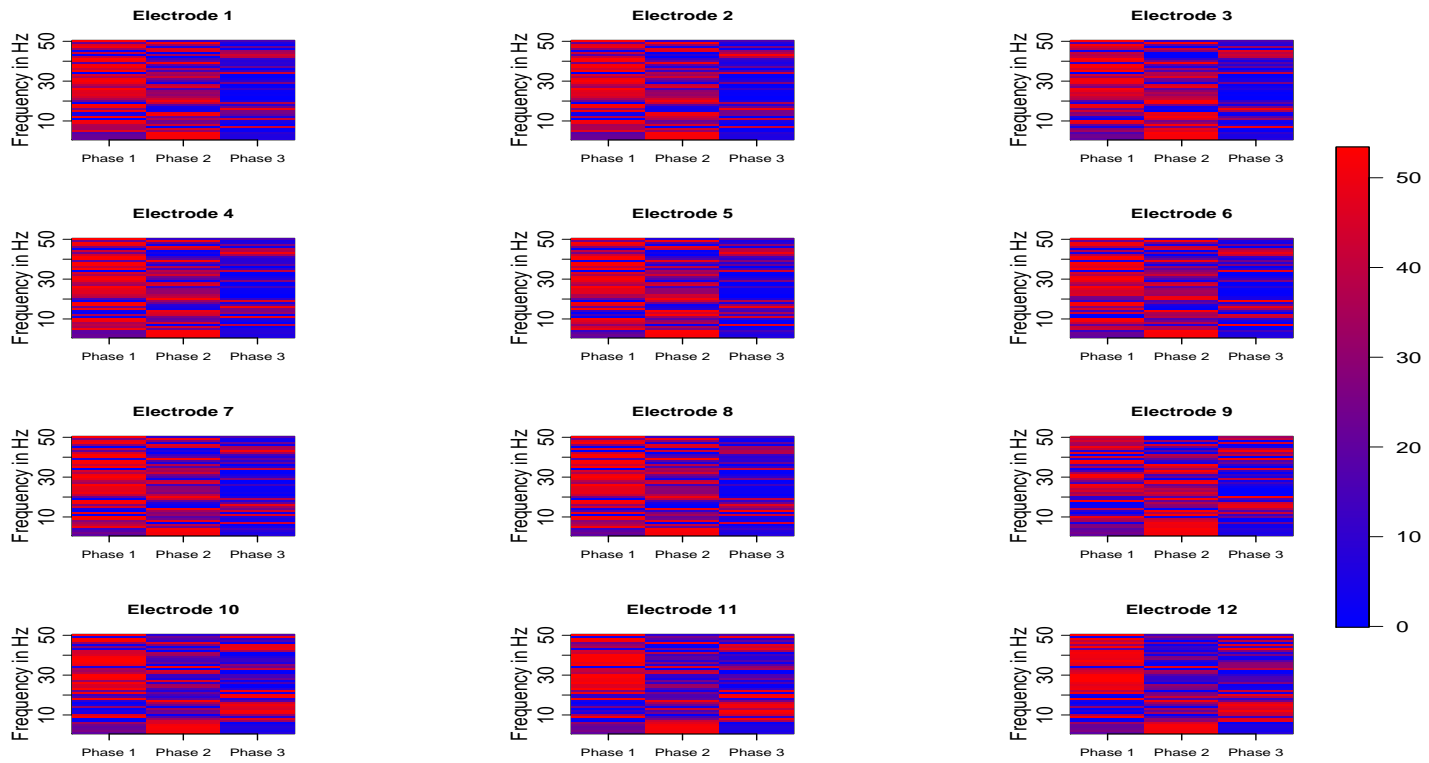 Electrode 1
Electrode 2
Electrode 3
Frequency in Hz
50
30
10
Phase 1 Phase 2 Phase 3
Frequency in Hz
50
30
10
Phase 1 Phase 2 Phase 3
Frequency in Hz
50
30
10
Phase 1 Phase 2 Phase 3
Electrode 4
Electrode 5
Electrode 6
Frequency in Hz
50
30
10
Phase 1 Phase 2 Phase 3
Frequency in Hz
50
30
10
Phase 1 Phase 2 Phase 3
Frequency in Hz
50
30
10
Phase 1 Phase 2 Phase 3
Electrode 7
Electrode 8
Electrode 9
Frequency in Hz
50
30
10
Phase 1 Phase 2 Phase 3
Frequency in Hz
50
30
10
Phase 1 Phase 2 Phase 3
Frequency in Hz
50
30
10
Phase 1 Phase 2 Phase 3
Electrode 10
Electrode 11
Electrode 12
Frequency in Hz
50
30
10
Phase 1 Phase 2 Phase 3
Frequency in Hz
50
30
10
Phase 1 Phase 2 Phase 3
Frequency in Hz
50
30
10
Phase 1 Phase 2 Phase 3
50
40
30
20
10
0